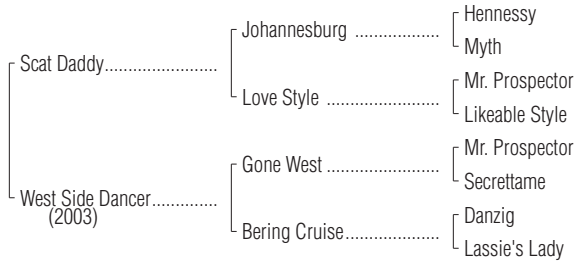 Hennessy
Johannesburg ..................
Myth
Scat Daddy........................
Mr. Prospector
Love Style ........................
Likeable Style
Mr. Prospector
Gone West ........................
Secrettame
West Side Dancer..............
(2003)
Danzig
Bering Cruise....................
Lassie's Lady